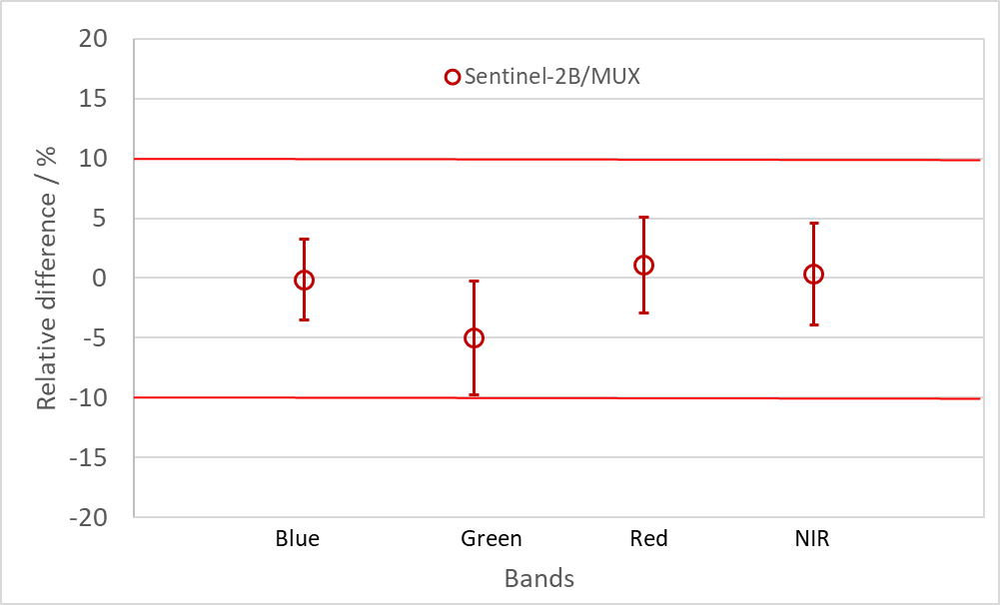 20
Sentinel-2B/MUX
15
10
5
0
-5
-10
-15
-20
Relative difference / %
Blue Green Red NIR
Bands